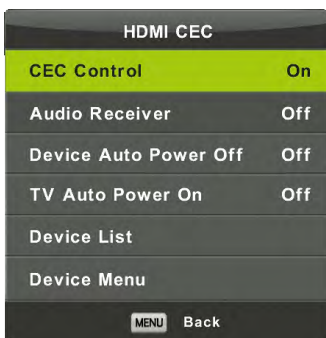 HDMI CEC
CEC Control On
Audio Receiver Off
Device Auto Power Off Off
TV Auto Power On Off
Device List
Device Menu
MENU Back